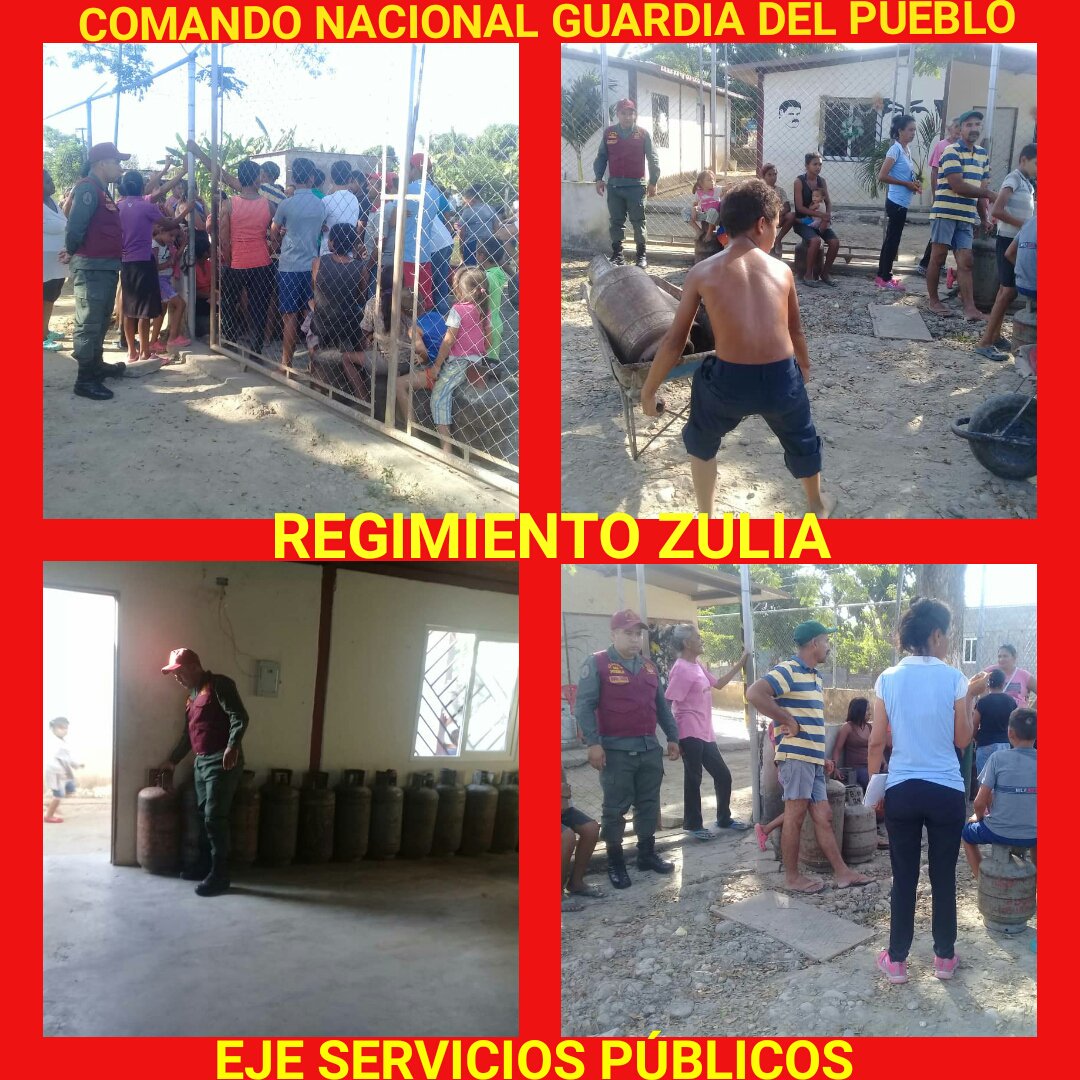 COMANDO NACIONAL GUARDIA DEL PUEBLO
REGIMIENTO ZULIA
EJE SERVICIOS PÚBLICOS